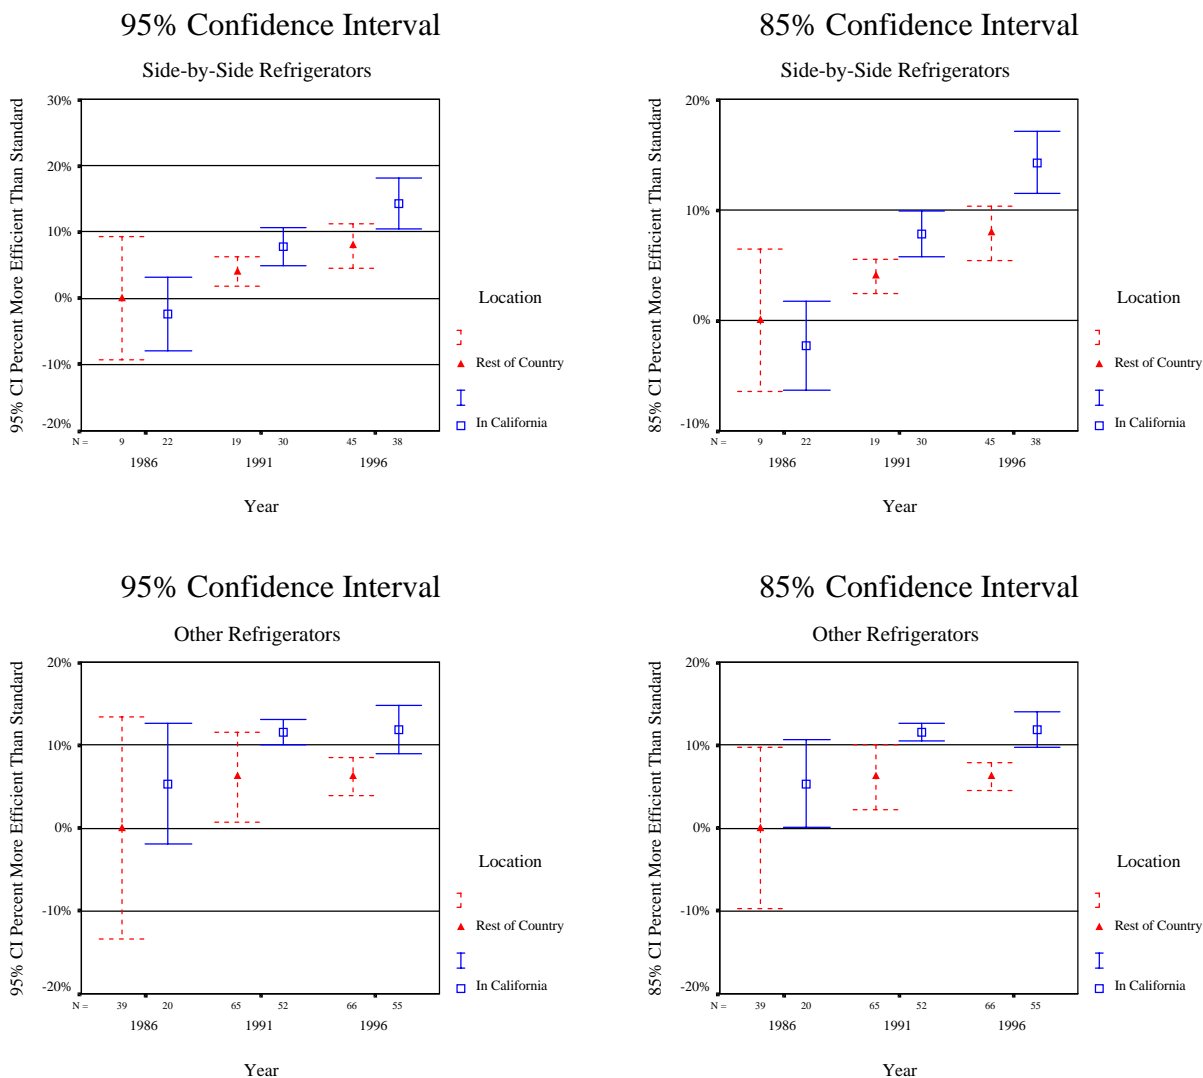 95% Confidence Interval
Side-by-Side Refrigerators
95% CI Percent More Efficient Than Standard
30%
20%
10%
0%
-10%
-20%
N = 9 22 19 30 45 38
1986 1991 1996
Year
Location
Rest of Country
In California
85% Confidence Interval
Side-by-Side Refrigerators
85% CI Percent More Efficient Than Standard
20%
10%
0%
-10%
N = 9 22 19 30 45 38
1986 1991 1996
Year
Location
Rest of Country
In California
95% Confidence Interval
Other Refrigerators
95% CI Percent More Efficient Than Standard
20%
10%
0%
-10%
-20%
N = 39 20 65 52 66 55
1986 1991 1996
Year
Location
Rest of Country
In California
85% Confidence Interval
Other Refrigerators
85% CI Percent More Efficient Than Standard
20%
10%
0%
-10%
-20%
N = 39 20 65 52 66 55
1986 1991 1996
Year
Location
Rest of Country
In California